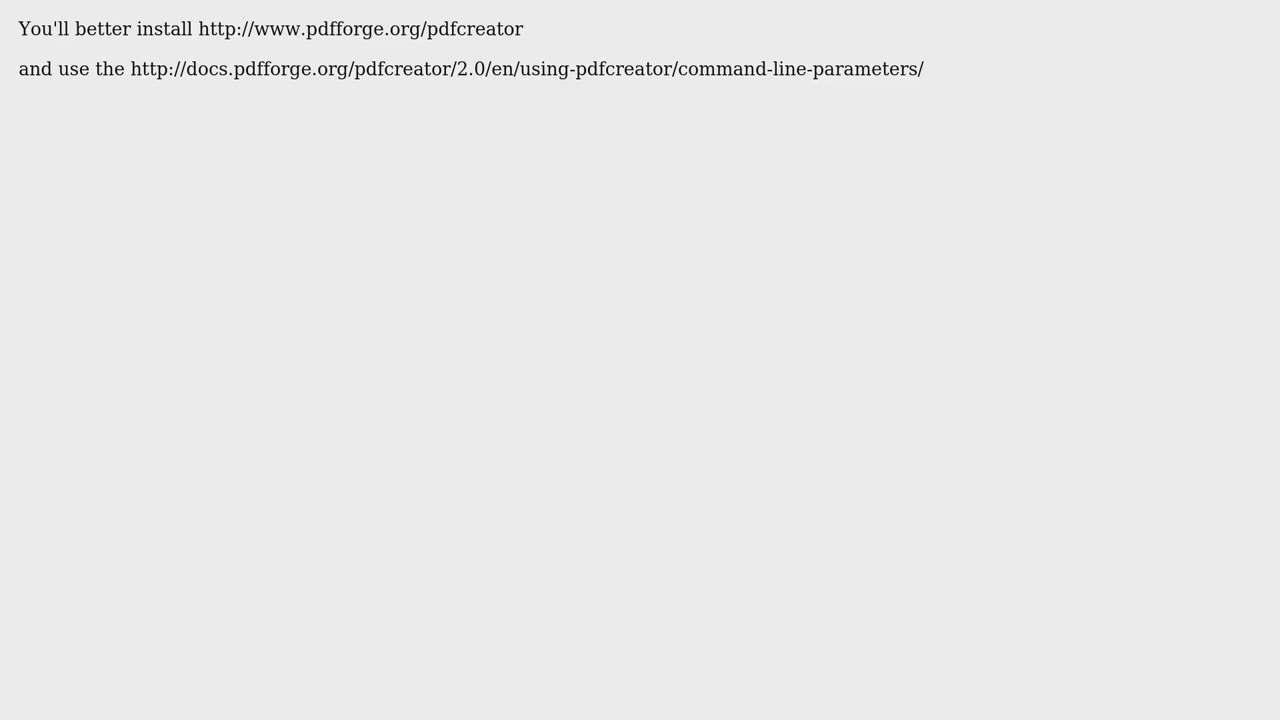 You'll better install http://www.pdfforge.org/pdfcreator
and use the http://docs.pdfforge.org/pdfcreator/2.0/en/using-pdfcreator/command-line-parameters/